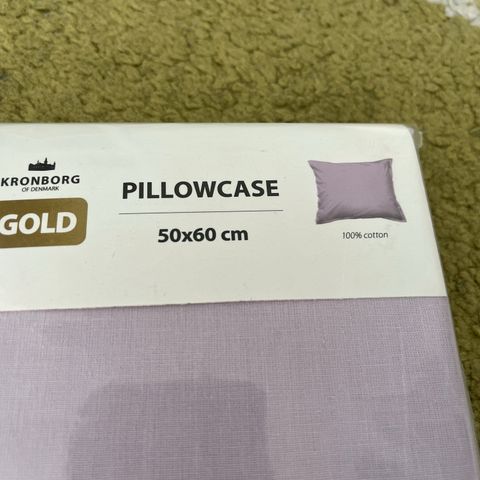 KRONBORG
OF DENMARK
GOLD
PILLOWCASE
50x60 cm
100% cotton